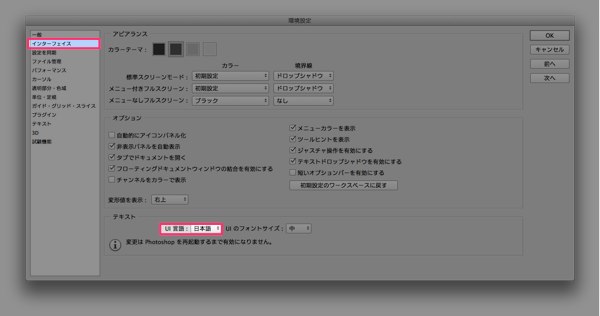 環境設定
一般
インターフェイス
設定を同期
ファイル管理
パフォーマンス
カーソル
透明部分・色域
単位・定規
ガイド・グリッド・スライス
プラグイン
テキスト
3D
試験機能
アピアランス
カラーテーマ：
カラー 境界線
標準スクリーンモード： 初期設定 ドロップシャドウ
メニュー付きフルスクリーン： 初期設定 ドロップシャドウ
メニューなしフルスクリーン： ブラック なし
オプション
自動的にアイコンパネル化
非表示パネルを自動表示
タブでドキュメントを開く
フローティングドキュメントウィンドウの結合を有効にする
チャンネルをカラーで表示
メニューカラーを表示
ツールヒントを表示
ジェスチャ操作を有効にする
テキストドロップシャドウを有効にする
短いオプションバーを有効にする
初期設定のワークスペースに戻す
変形値を表示： 右上
テキスト
UI 言語： 日本語 UI のフォントサイズ： 中
変更は Photoshop を再起動するまで有効になりません。
OK
キャンセル
前へ
次へ